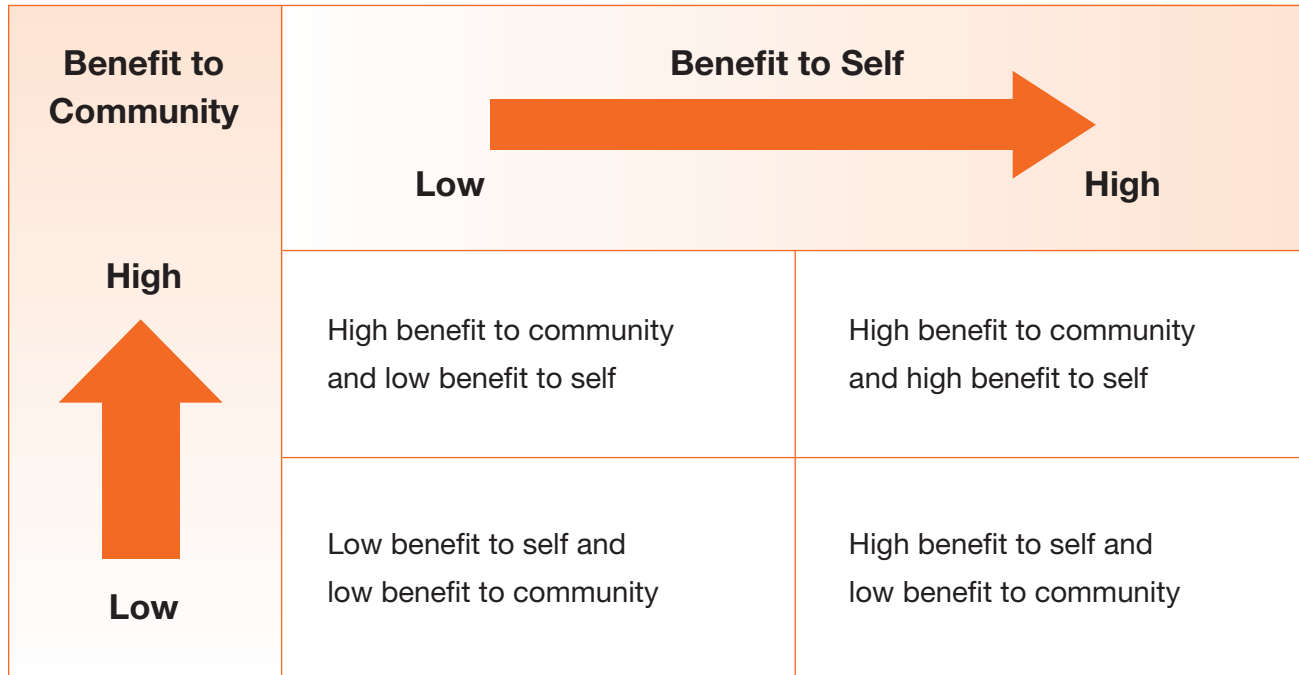 Benefit to
Community
Benefit to Self
Low
High
High
High benefit to community
and low benefit to self
High benefit to community
and high benefit to self
Low benefit to self and
low benefit to community
High benefit to self and
low benefit to community
Low